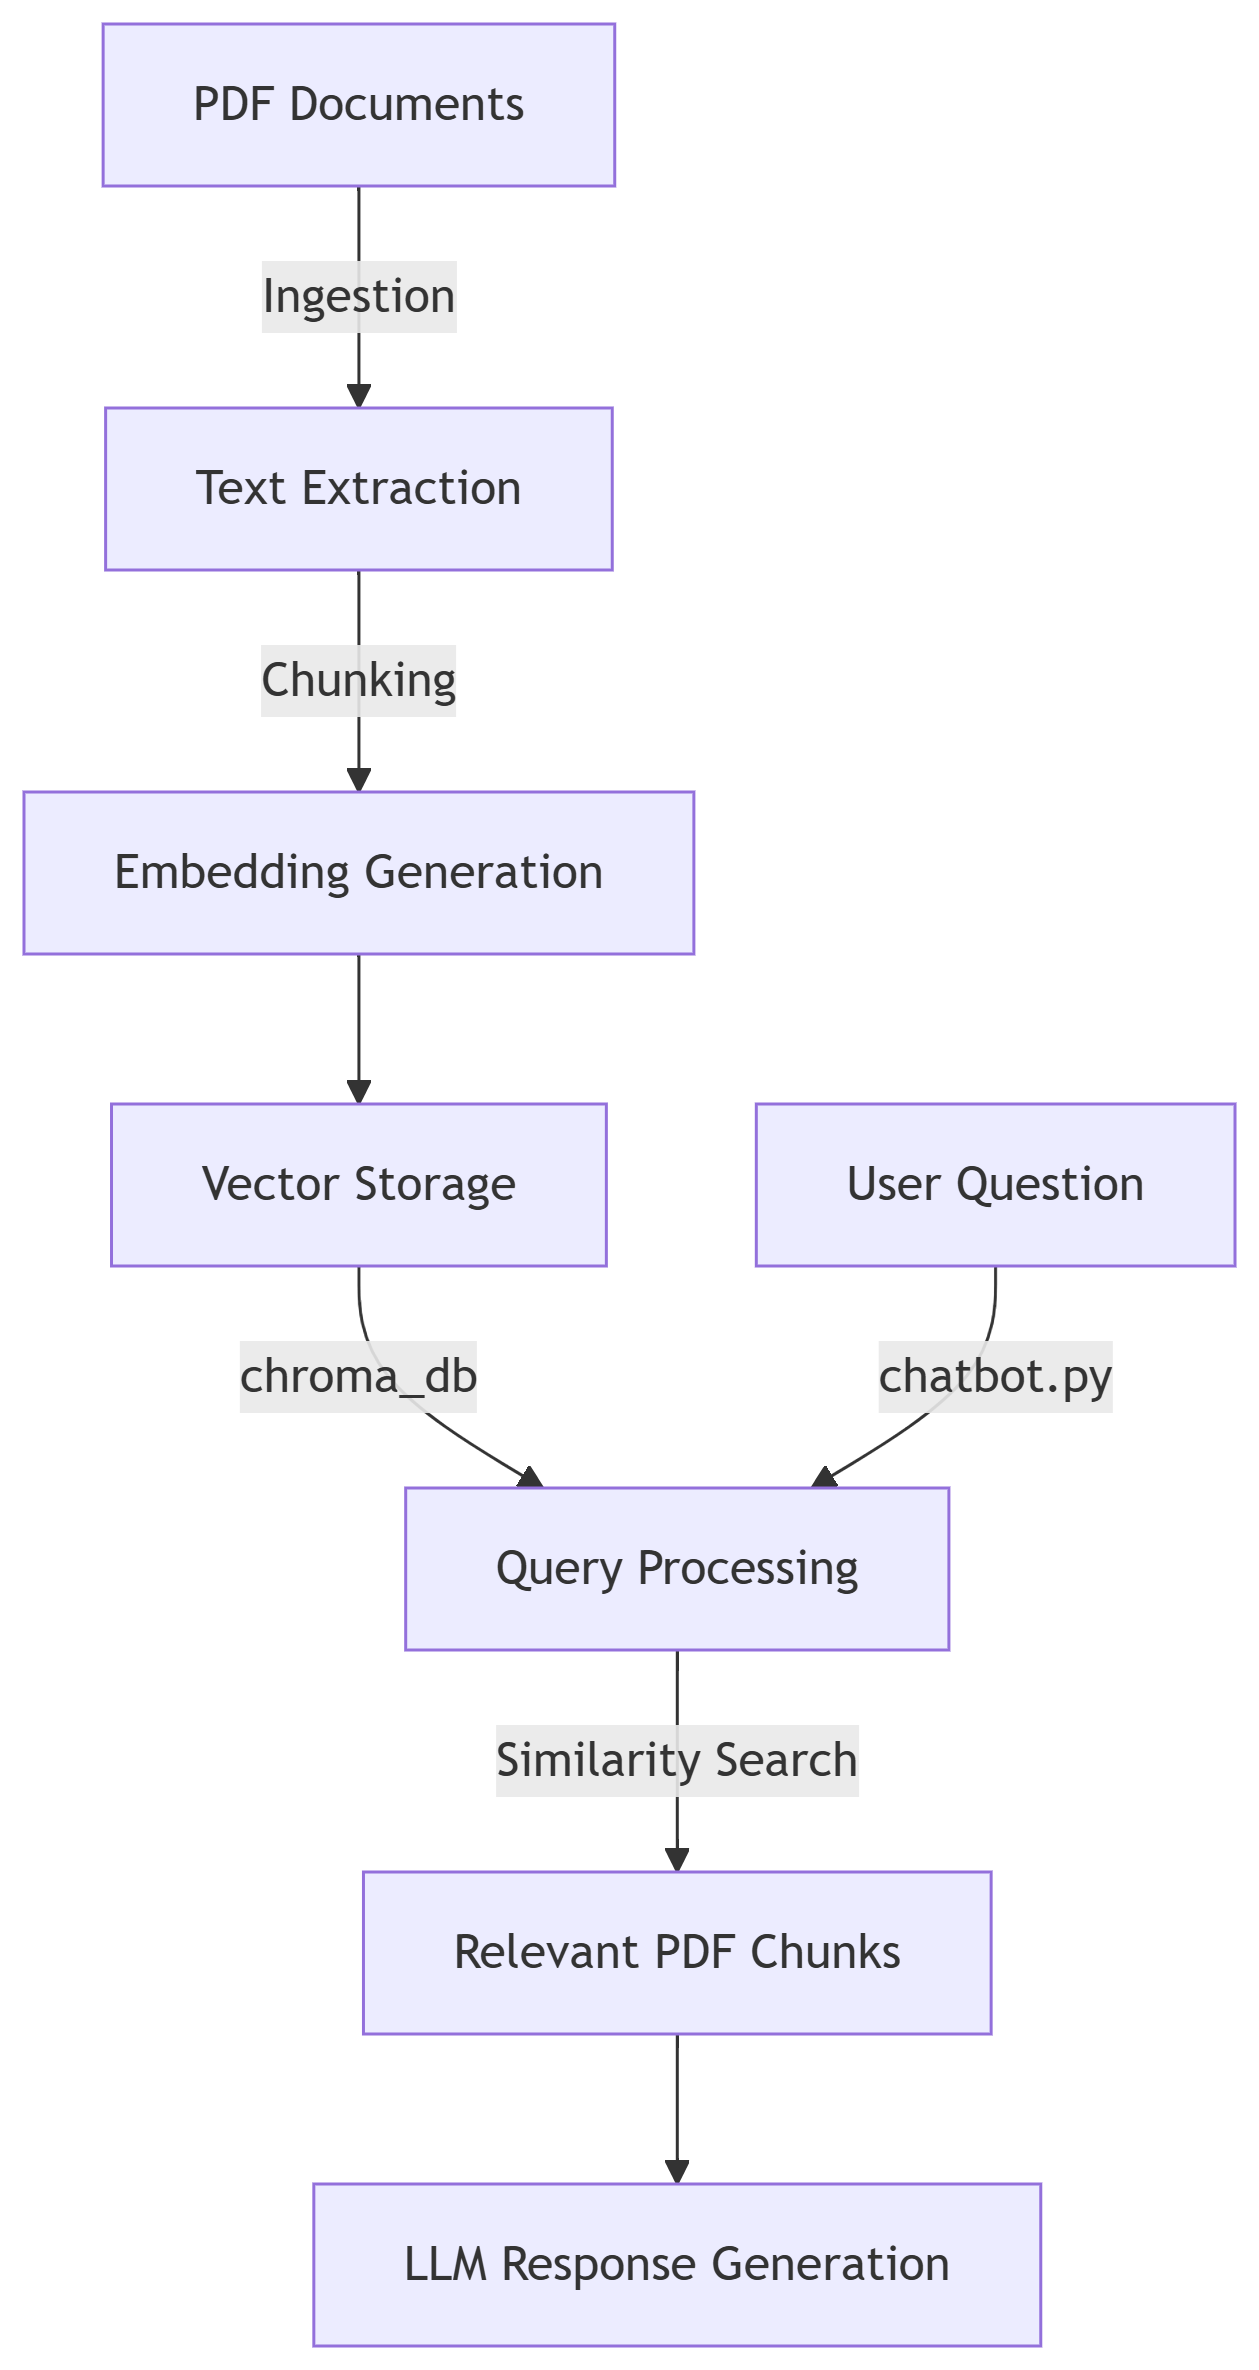 PDF Documents
Ingestion
Text Extraction
Chunking
Embedding Generation
Vector Storage
User Question
chroma_db
chatbot.py
Query Processing
Similarity Search
Relevant PDF Chunks
LLM Response Generation